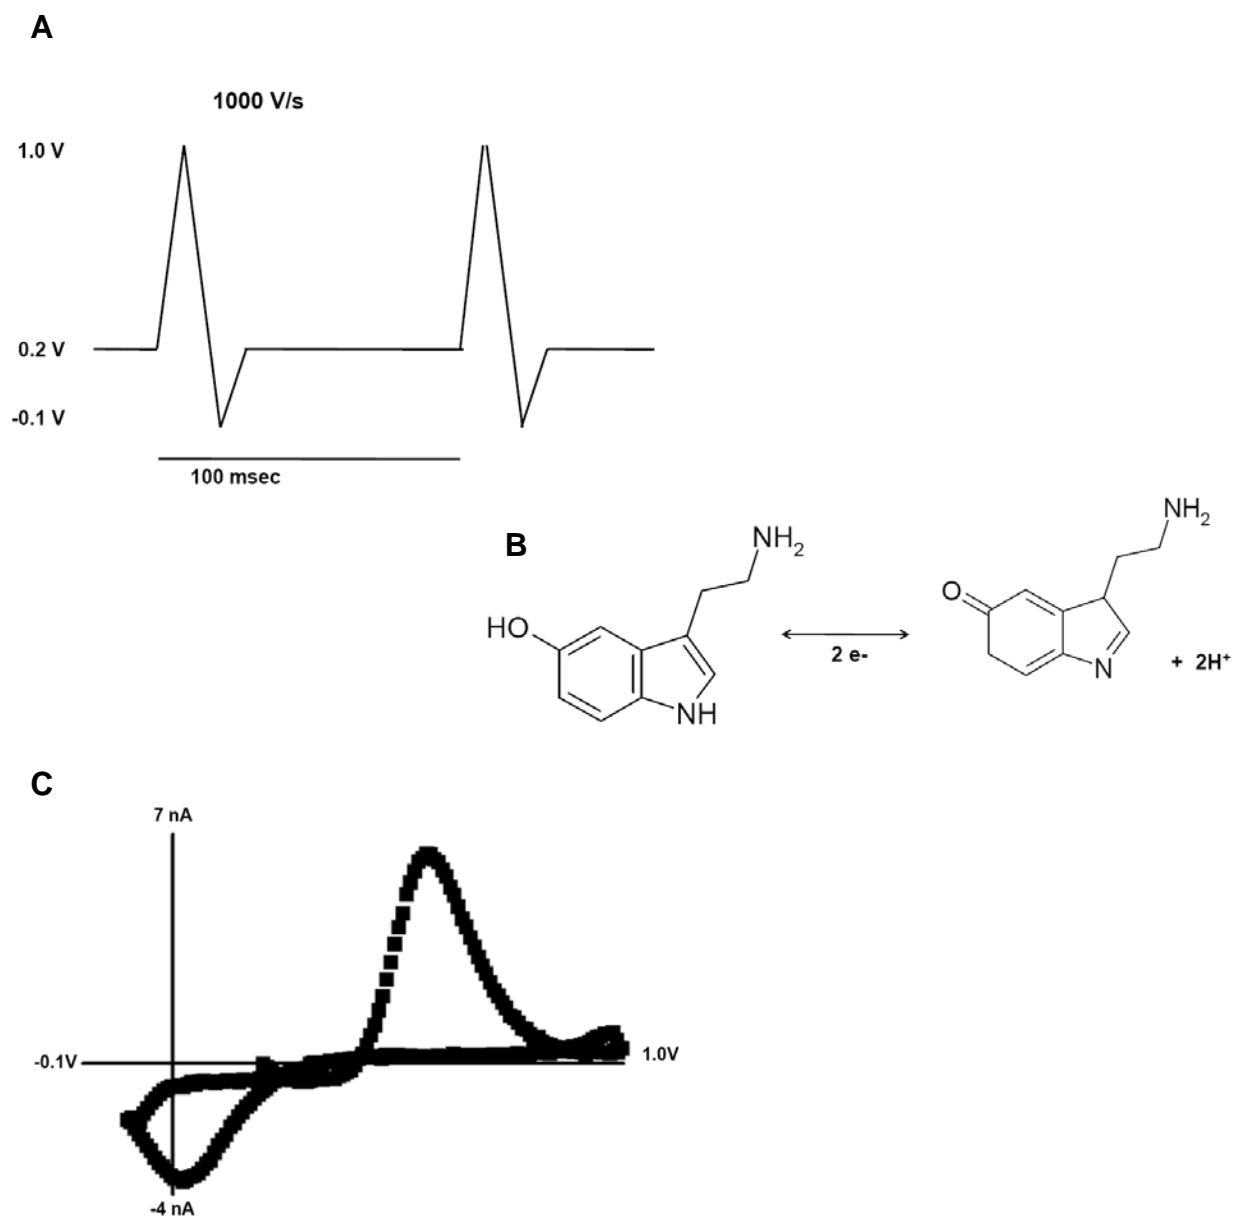 A
1000 V/s
1.0 V
0.2 V
-0.1 V
100 msec
B
NH2
HO
NH
2 e-
NH2
O
N
+ 2H+
C
7 nA
-0.1V
1.0V
-4 nA